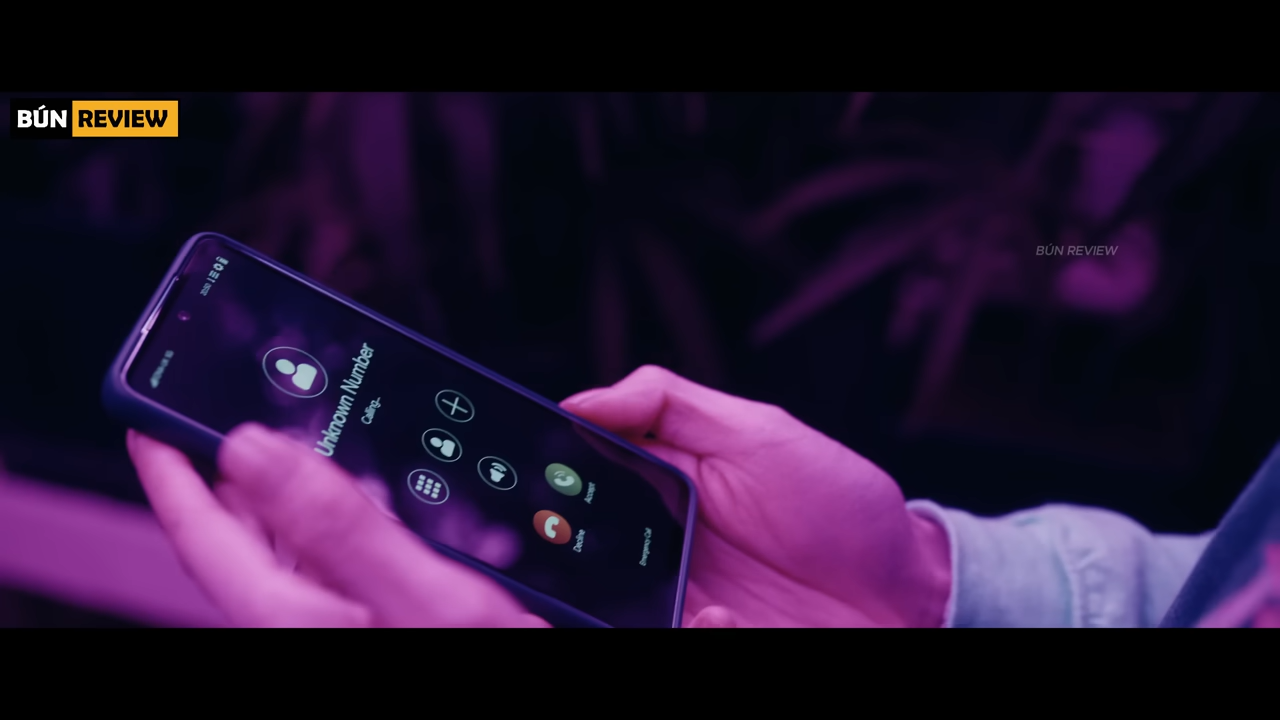 BÚN REVIEW
BÚN REVIEW
Unknown Number
Calling...
Accept
Decline
Emergency Call